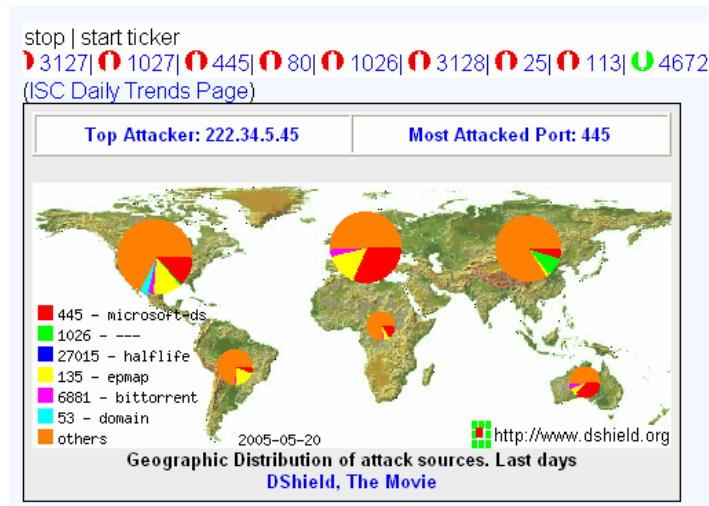 stop | start ticker
3127| 1027| 445| 80| 1026| 3128| 25| 113| 4672
(ISC Daily Trends Page)
Top Attacker: 222.34.5.45
Most Attacked Port: 445
445 - microsoft-ds
1026 - ---
27015 - halflife
135 - epmap
6881 - bittorrent
53 - domain
others
2005-05-20
http://www.dshield.org
Geographic Distribution of attack sources. Last days
DShield, The Movie